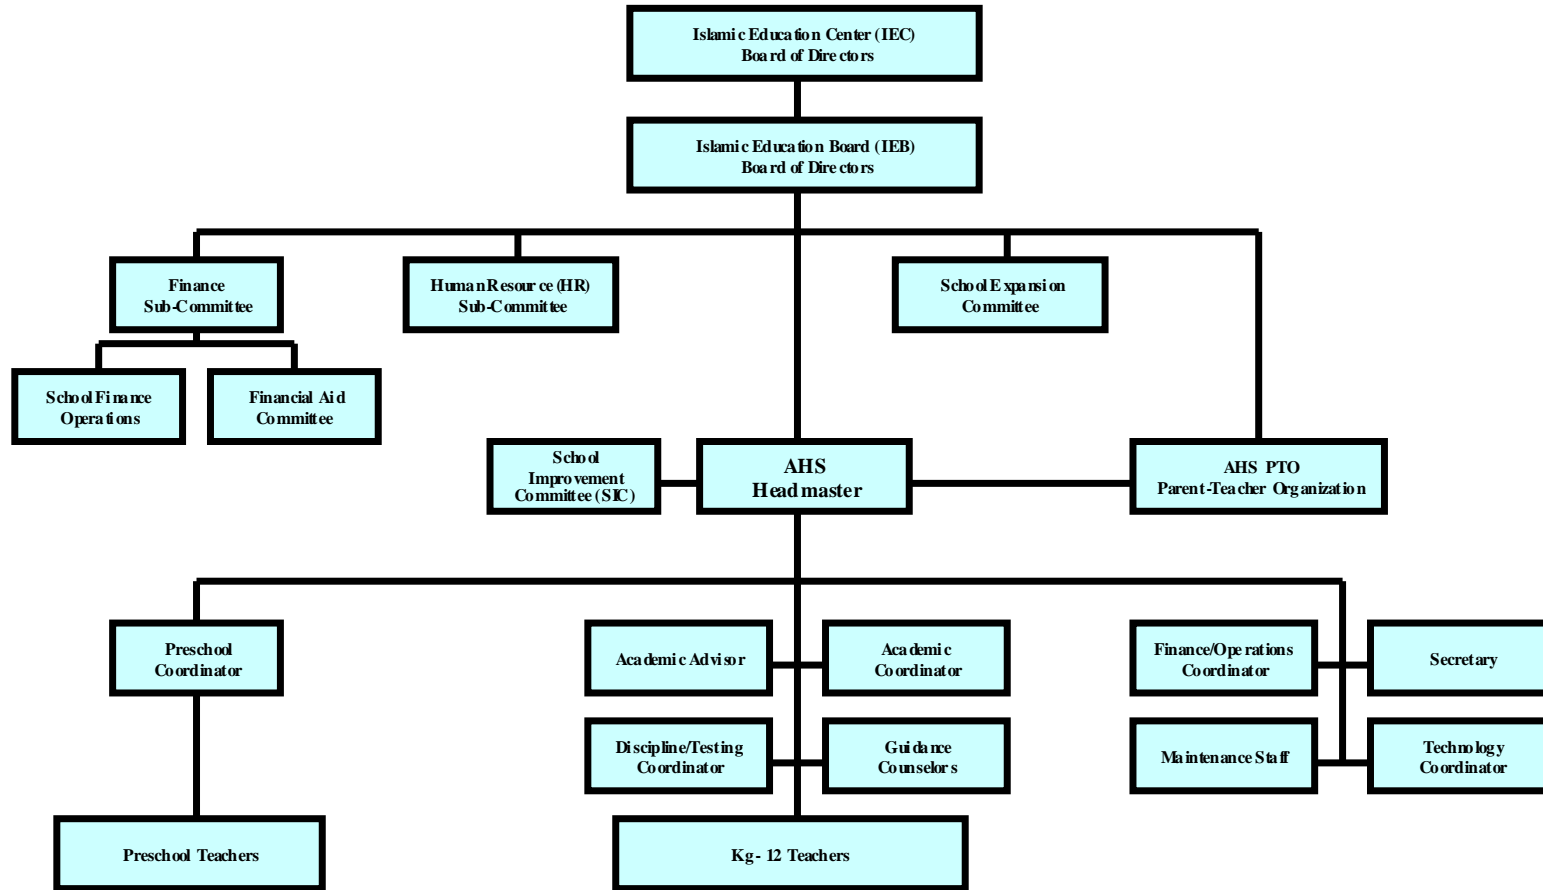 Islamic Education Center (IEC)
Board of Directors
Islamic Education Board (IEB)
Board of Directors
Finance
Sub-Committee
Human Resource (HR)
Sub-Committee
School Expansion
Committee
School Finance
Operations
Financial Aid
Committee
School
Improvement
Committee (SIC)
AHS
Headmaster
AHS PTO
Parent-Teacher Organization
Preschool
Coordinator
Academic Advisor
Academic
Coordinator
Finance/Operations
Coordinator
Secretary
Discipline/Testing
Coordinator
Guidance
Counselors
Maintenance Staff
Technology
Coordinator
Preschool Teachers
Kg - 12 Teachers